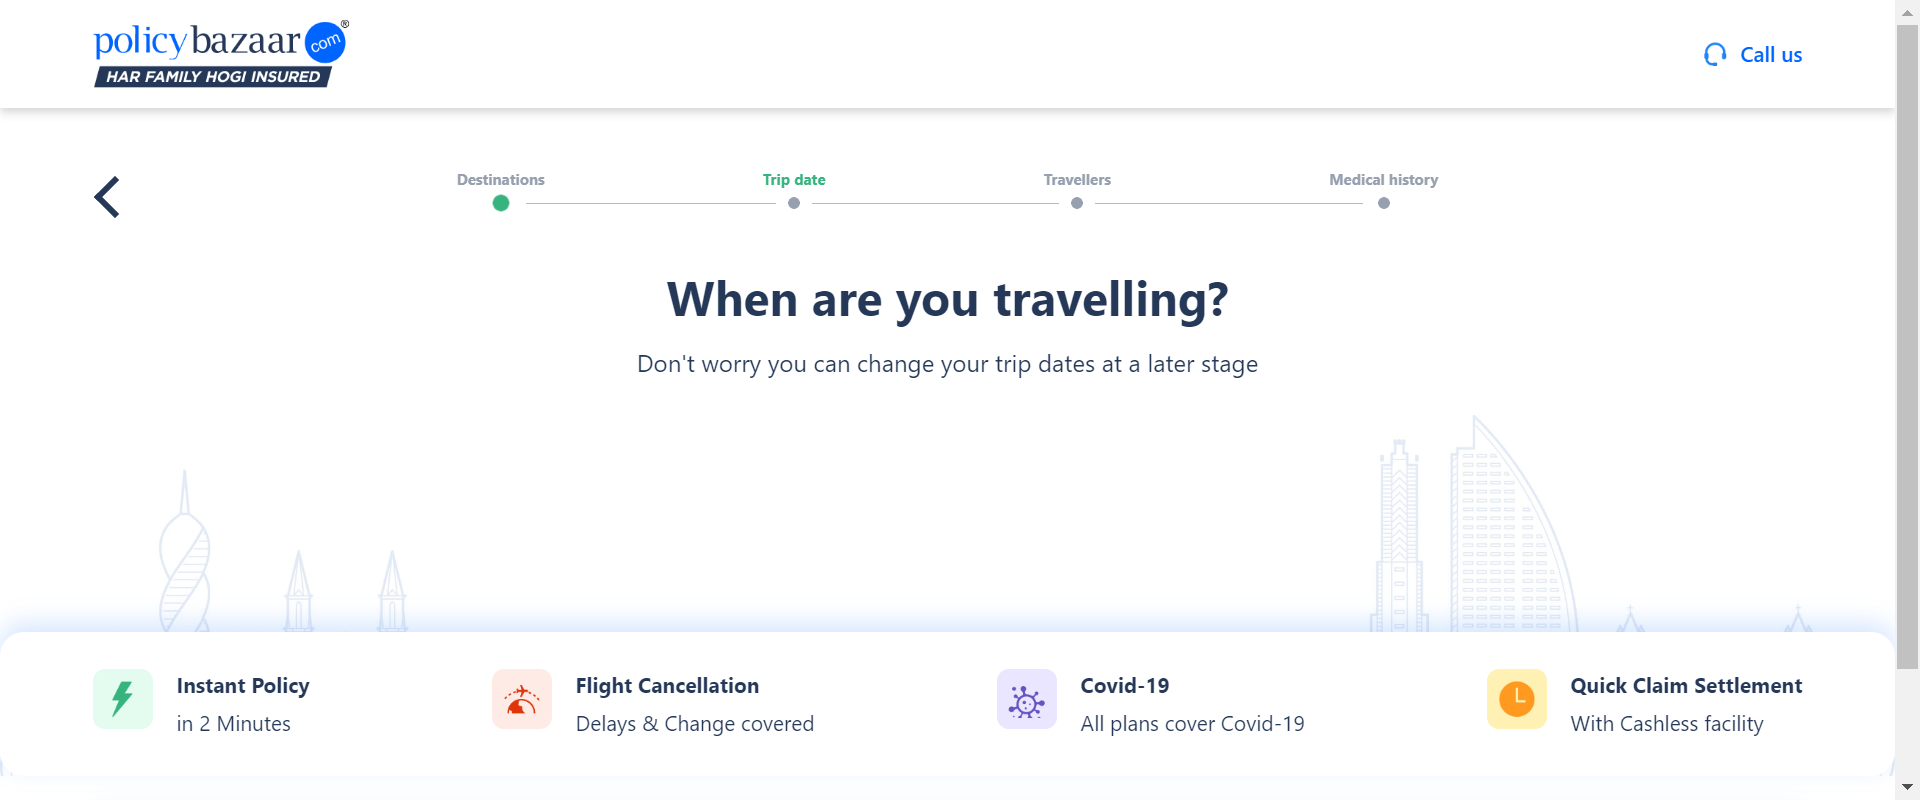 policybazaar com ®
HAR FAMILY HOGI INSURED
Call us
Destinations
Trip date
Travellers
Medical history
When are you travelling?
Don't worry you can change your trip dates at a later stage
Instant Policy
in 2 Minutes
Flight Cancellation
Delays & Change covered
Covid-19
All plans cover Covid-19
Quick Claim Settlement
With Cashless facility